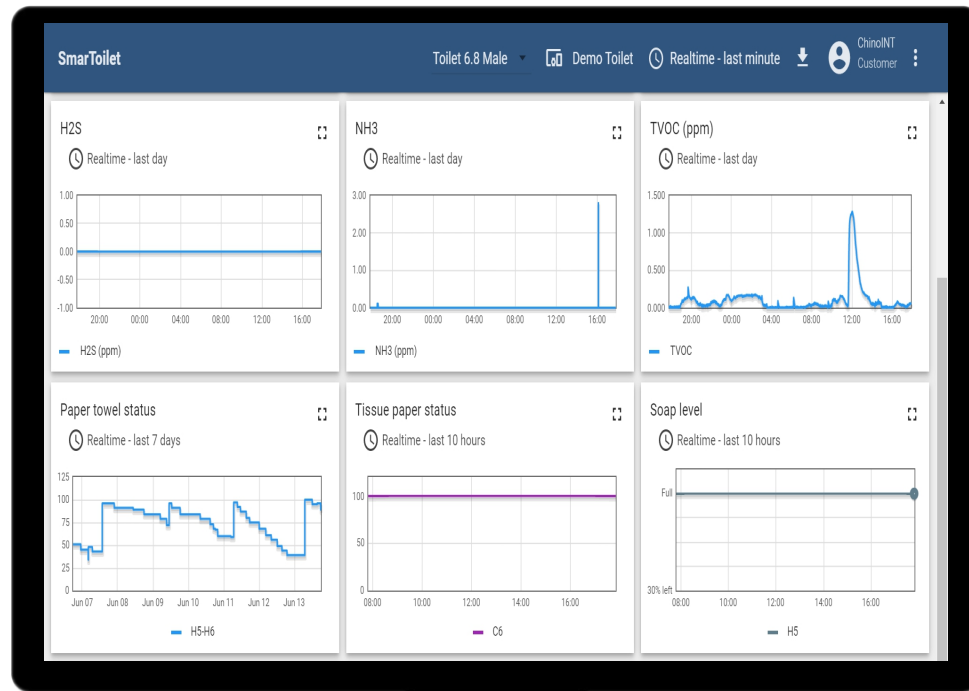 SmarToilet
Toilet 6.8 Male
Demo Toilet
Realtime - last minute
ChinoINT
Customer
H2S
Realtime - last day
1.00
0.50
0.00
-0.50
-1.00
20:00 00:00 04:00 08:00 12:00 16:00
H2S (ppm)
NH3
Realtime - last day
3.00
2.00
1.00
0.00
20:00 00:00 04:00 08:00 12:00 16:00
NH3 (ppm)
TVOC (ppm)
Realtime - last day
1.500
1.000
0.500
0.000
20:00 00:00 04:00 08:00 12:00 16:00
TVOC
Paper towel status
Realtime - last 7 days
125
100
75
50
25
0
Jun 07 Jun 08 Jun 09 Jun 10 Jun 11 Jun 12 Jun 13
H5-H6
Tissue paper status
Realtime - last 10 hours
100
50
0
08:00 10:00 12:00 14:00 16:00
C6
Soap level
Realtime - last 10 hours
Full
30% left
08:00 10:00 12:00 14:00 16:00
H5